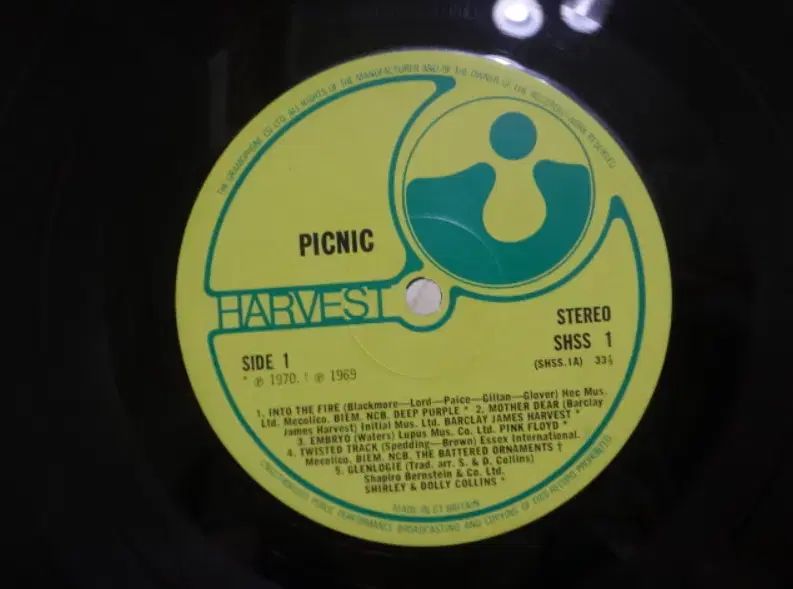 THE GRAMOPHONE CO LTD. ALL RIGHTS OF THE MANUFACTURER AND OF THE OWNER OF THE RECORDED WORK RESERVED
PICNIC
HARVEST
STEREO
SHSS 1
(SHSS.1A) 33⅓
SIDE 1
* ℗ 1970. † ℗ 1969
1. INTO THE FIRE (Blackmore—Lord—Paice—Gillan—Glover) Hec Mus.
Ltd. Mecolico. BIEM. NCB. DEEP PURPLE * 2. MOTHER DEAR (Barclay
James Harvest) Initial Mus. Ltd. BARCLAY JAMES HARVEST *
3. EMBRYO (Waters) Lupus Mus. Co. Ltd. PINK FLOYD *
4. TWISTED TRACK (Spedding—Brown) Essex International.
Mecolico. BIEM. NCB. THE BATTERED ORNAMENTS †
5. GLENLOGIE (Trad. arr. S. & D. Collins)
Shapiro Bernstein & Co. Ltd.
SHIRLEY & DOLLY COLLINS *
MADE IN GT BRITAIN
UNAUTHORISED PUBLIC PERFORMANCE BROADCASTING AND COPYING OF THIS RECORD PROHIBITED